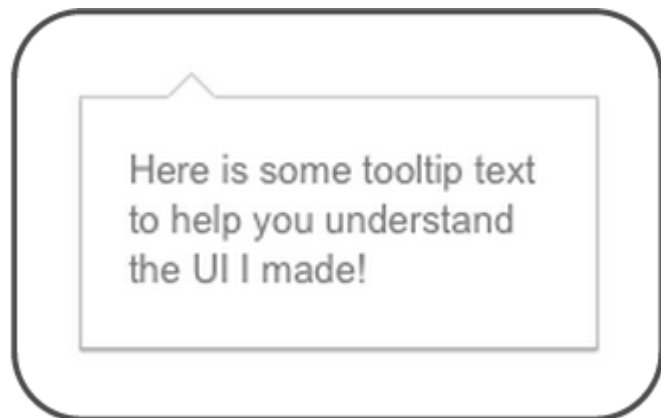 Here is some tooltip text
to help you understand
the UI I made!